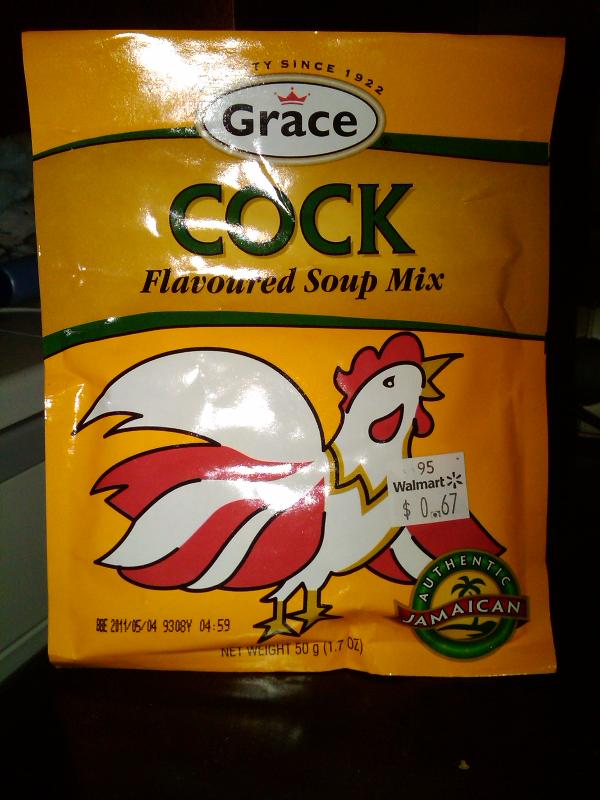 TY SINCE 1922
Grace
COCK
Flavoured Soup Mix
95
Walmart
$ 0.67
AUTHENTIC
JAMAICAN
BBE 2011/05/04 9308Y 04:59
NET WEIGHT 50 g (1.7 OZ)